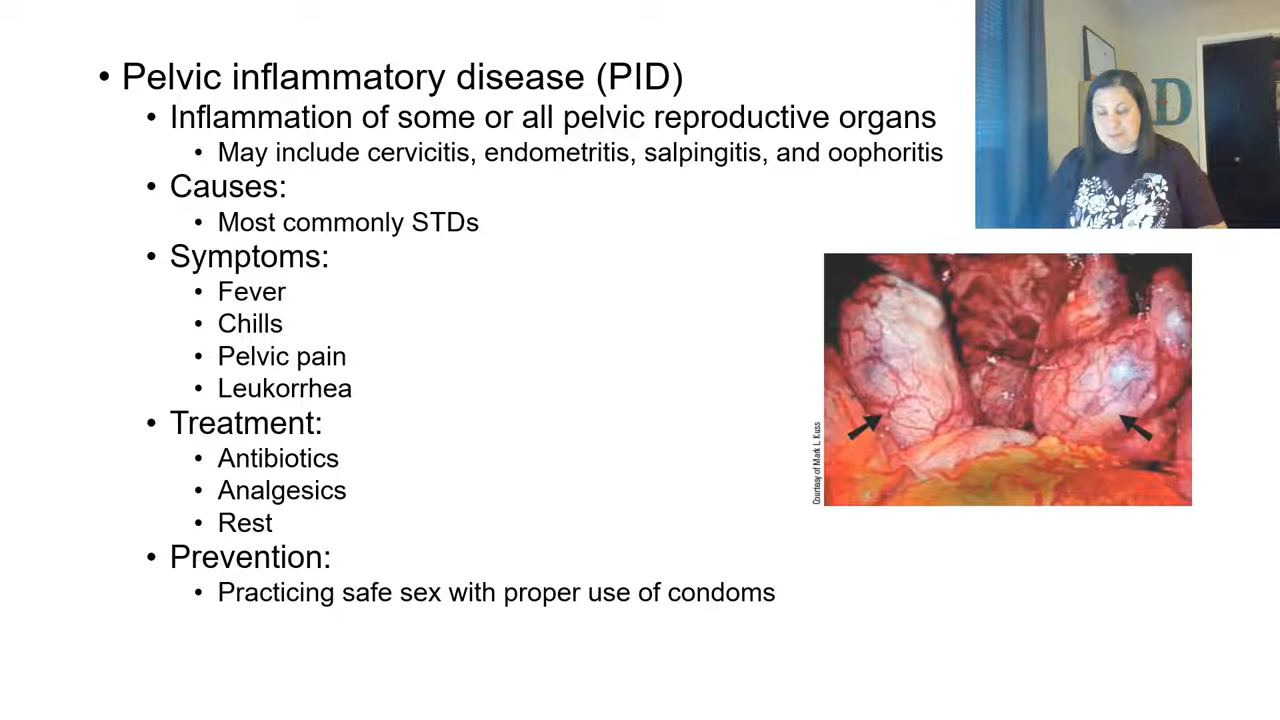 • Pelvic inflammatory disease (PID)
• Inflammation of some or all pelvic reproductive organs
• May include cervicitis, endometritis, salpingitis, and oophoritis
• Causes:
• Most commonly STDs
• Symptoms:
• Fever
• Chills
• Pelvic pain
• Leukorrhea
• Treatment:
• Antibiotics
• Analgesics
• Rest
• Prevention:
• Practicing safe sex with proper use of condoms
D
Courtesy of Mark L Kuss